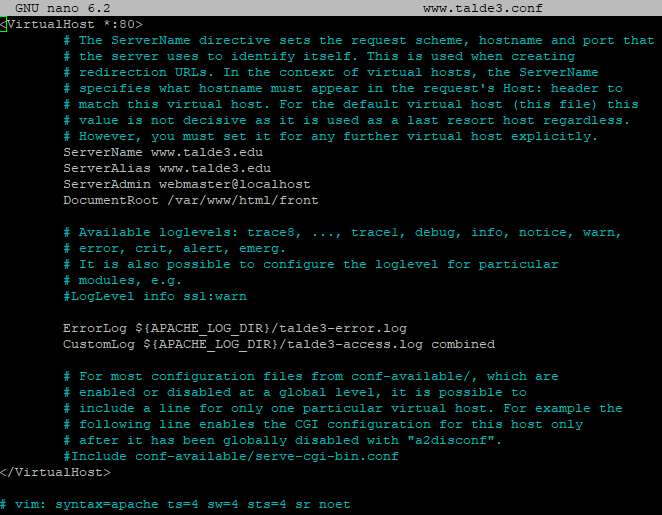 GNU nano 6.2 www.talde3.conf
<VirtualHost *:80>
# The ServerName directive sets the request scheme, hostname and port that
# the server uses to identify itself. This is used when creating
# redirection URLs. In the context of virtual hosts, the ServerName
# specifies what hostname must appear in the request's Host: header to
# match this virtual host. For the default virtual host (this file) this
# value is not decisive as it is used as a last resort host regardless.
# However, you must set it for any further virtual host explicitly.
ServerName www.talde3.edu
ServerAlias www.talde3.edu
ServerAdmin webmaster@localhost
DocumentRoot /var/www/html/front
# Available loglevels: trace8, ..., trace1, debug, info, notice, warn,
# error, crit, alert, emerg.
# It is also possible to configure the loglevel for particular
# modules, e.g.
#LogLevel info ssl:warn
ErrorLog ${APACHE_LOG_DIR}/talde3-error.log
CustomLog ${APACHE_LOG_DIR}/talde3-access.log combined
# For most configuration files from conf-available/, which are
# enabled or disabled at a global level, it is possible to
# include a line for only one particular virtual host. For example the
# following line enables the CGI configuration for this host only
# after it has been globally disabled with "a2disconf".
#Include conf-available/serve-cgi-bin.conf
</VirtualHost>
# vim: syntax=apache ts=4 sw=4 sts=4 sr noet